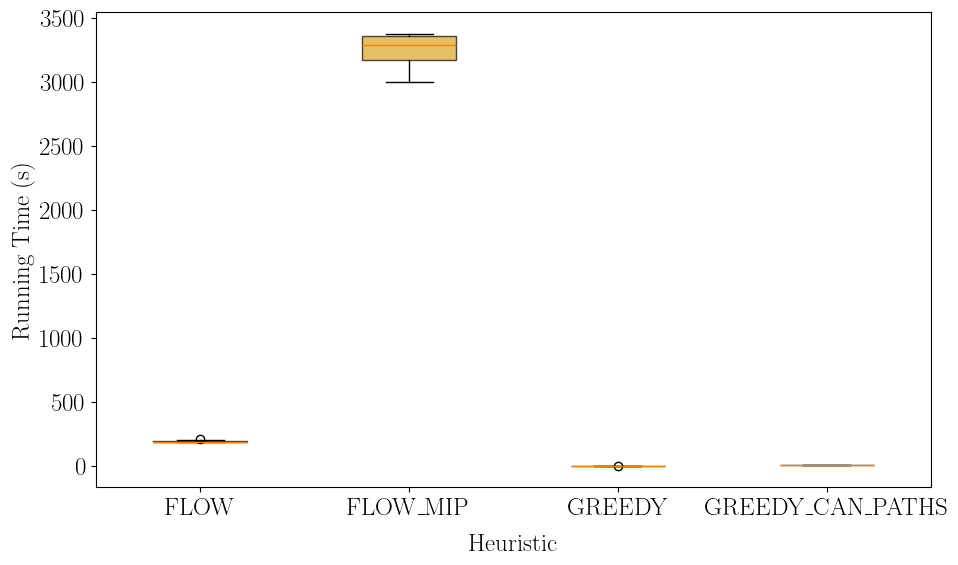 Running Time (s)
3500
3000
2500
2000
1500
1000
500
0
FLOW
FLOW_MIP
GREEDY
GREEDY_CAN_PATHS
Heuristic